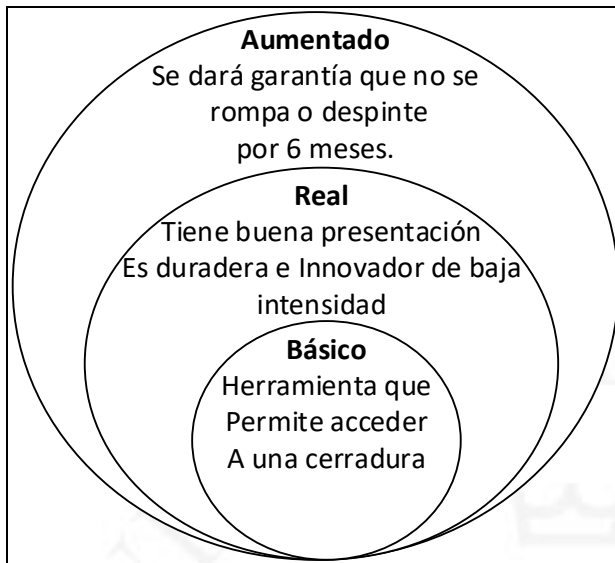 Aumentado
Se dará garantía que no se
rompa o despinte
por 6 meses.
Real
Tiene buena presentación
Es duradera e Innovador de baja
intensidad
Básico
Herramienta que
Permite acceder
A una cerradura